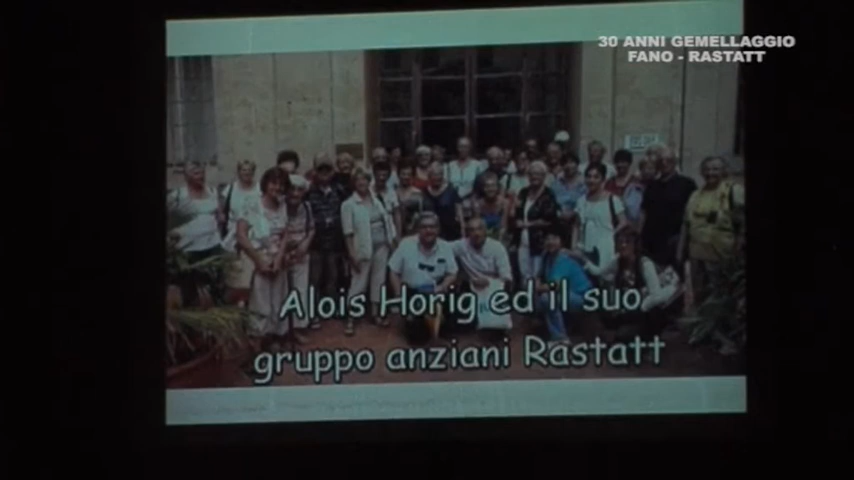 30 ANNI GEMELLAGGIO
FANO - RASTATT
Alois Horig ed il suo
gruppo anziani Rastatt